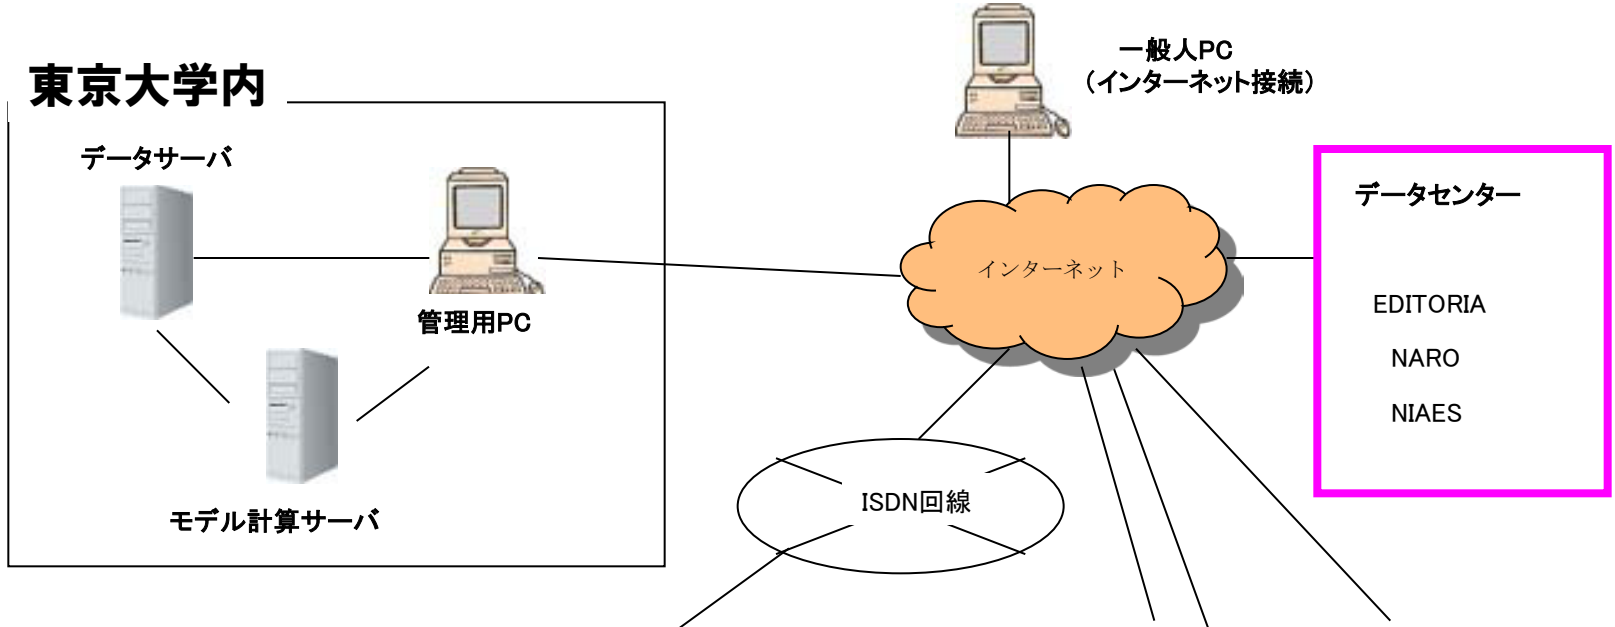 一般人PC
（インターネット接続）
東京大学内
データサーバ
管理用PC
モデル計算サーバ
インターネット
ISDN回線
データセンター
EDITORIA
NARO
NIAES